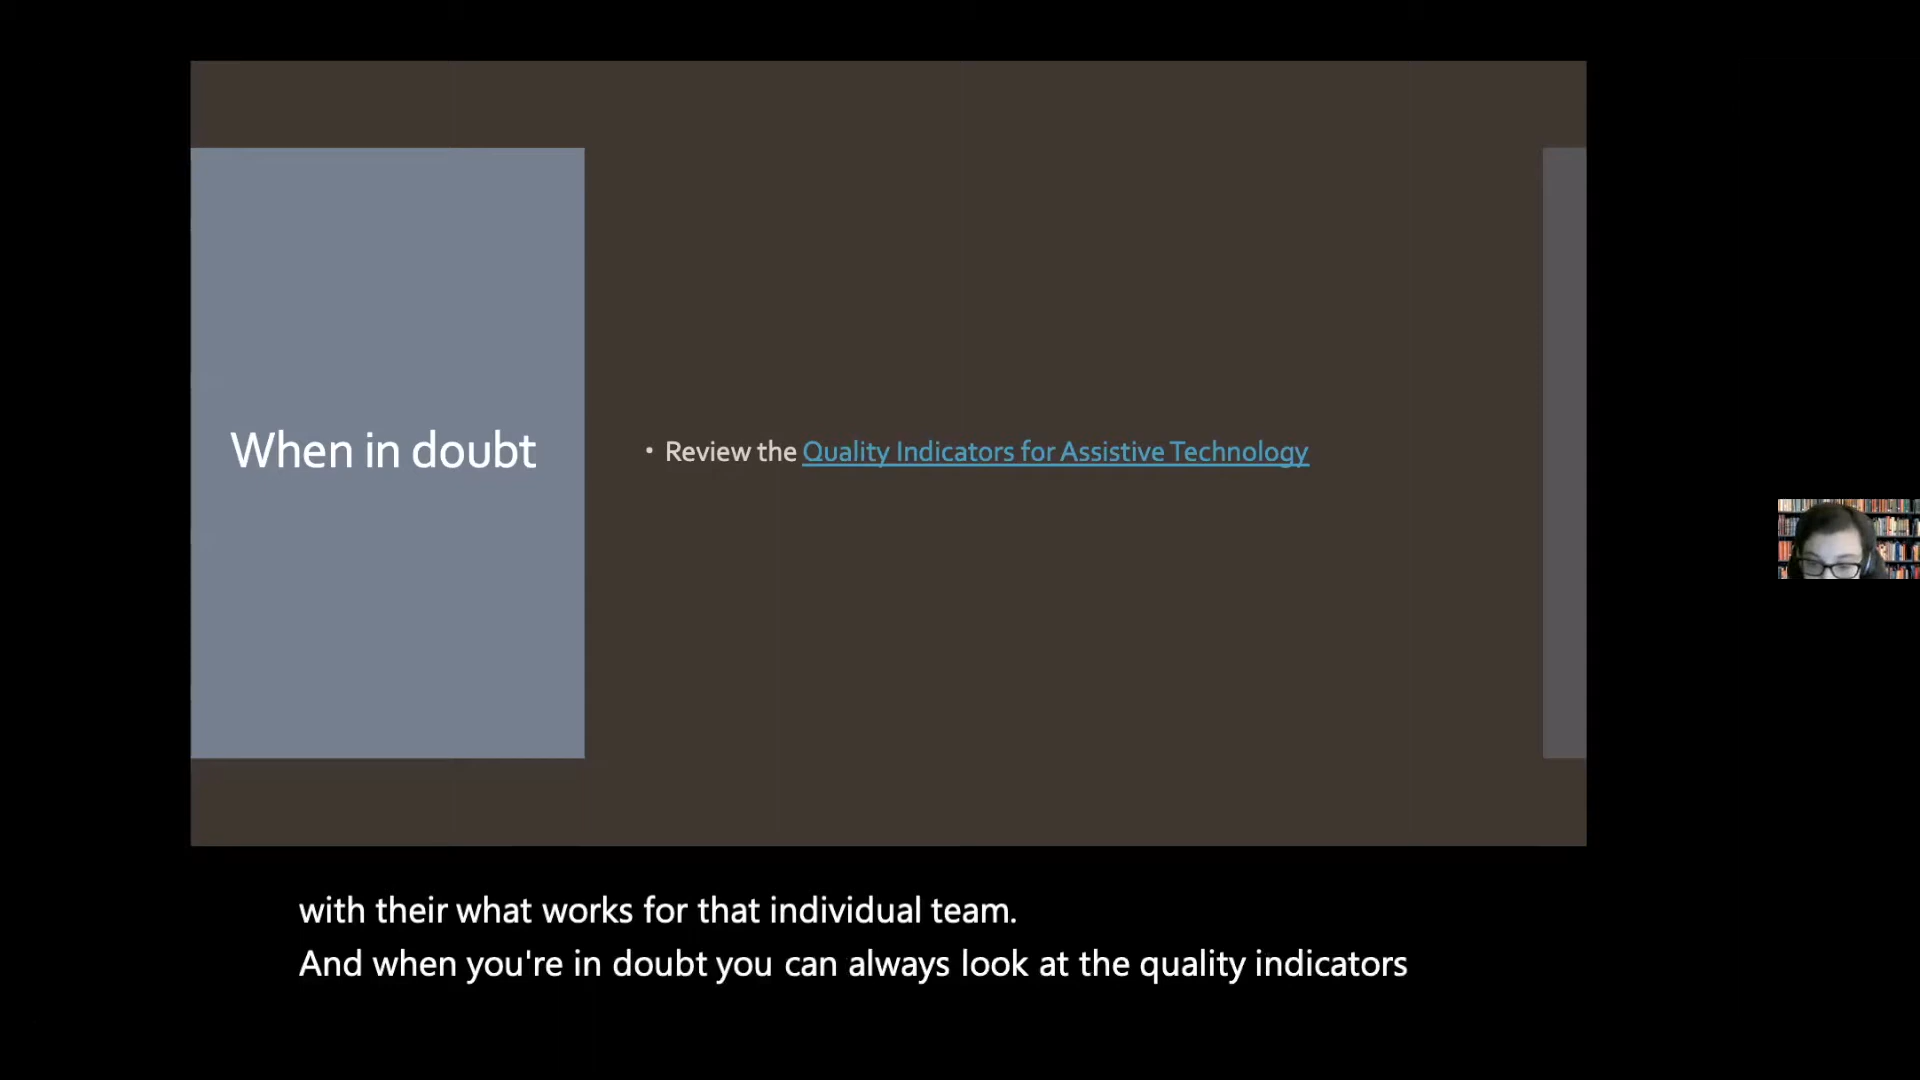 When in doubt
• Review the Quality Indicators for Assistive Technology
with their what works for that individual team.
And when you're in doubt you can always look at the quality indicators